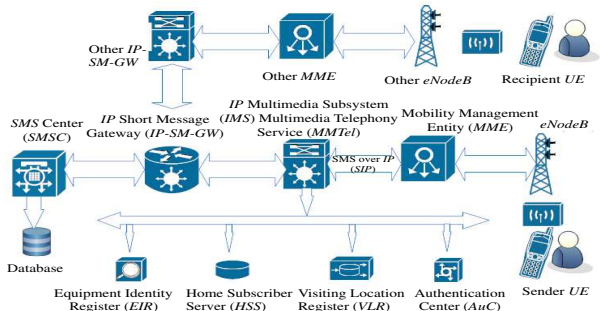 Other IP-
SM-GW
Other MME
Other eNodeB
Recipient UE
SMS Center
(SMSC)
IP Short Message
Gateway (IP-SM-GW)
IP Multimedia Subsystem
(IMS) Multimedia Telephony
Service (MMTel)
Mobility Management
Entity (MME)
eNodeB
SMS over IP
(SIP)
Database
Equipment Identity
Register (EIR)
Home Subscriber
Server (HSS)
Visiting Location
Register (VLR)
Authentication
Center (AuC)
Sender UE